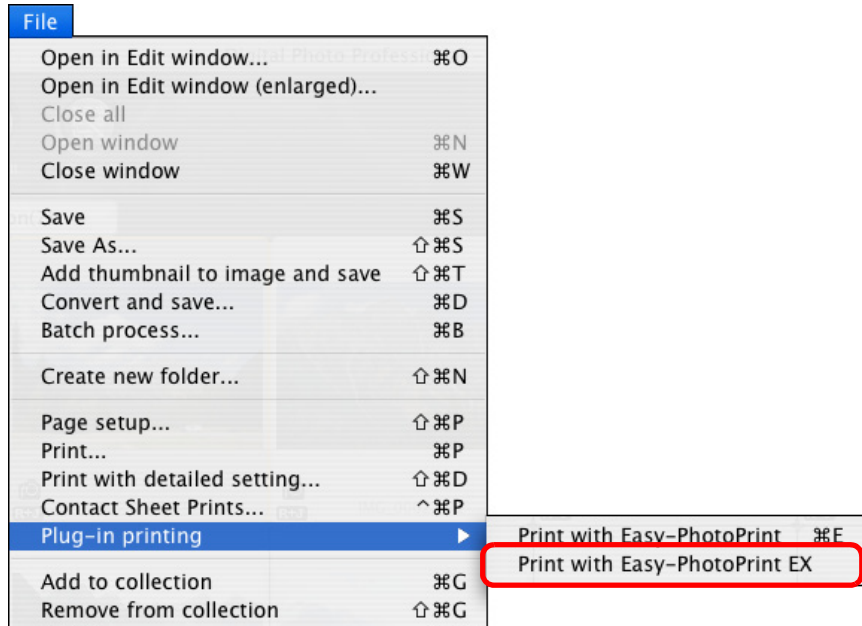 File
Open in Edit window... ⌘O
Open in Edit window (enlarged)...
Close all
Open window ⌘N
Close window ⌘W
Save ⌘S
Save As... ⇧⌘S
Add thumbnail to image and save ⇧⌘T
Convert and save... ⌘D
Batch process... ⌘B
Create new folder... ⇧⌘N
Page setup... ⇧⌘P
Print... ⌘P
Print with detailed setting... ⇧⌘D
Contact Sheet Prints... ^⌘P
Plug-in printing ▶
Print with Easy-PhotoPrint ⌘E
Print with Easy-PhotoPrint EX
Add to collection ⌘G
Remove from collection ⇧⌘G